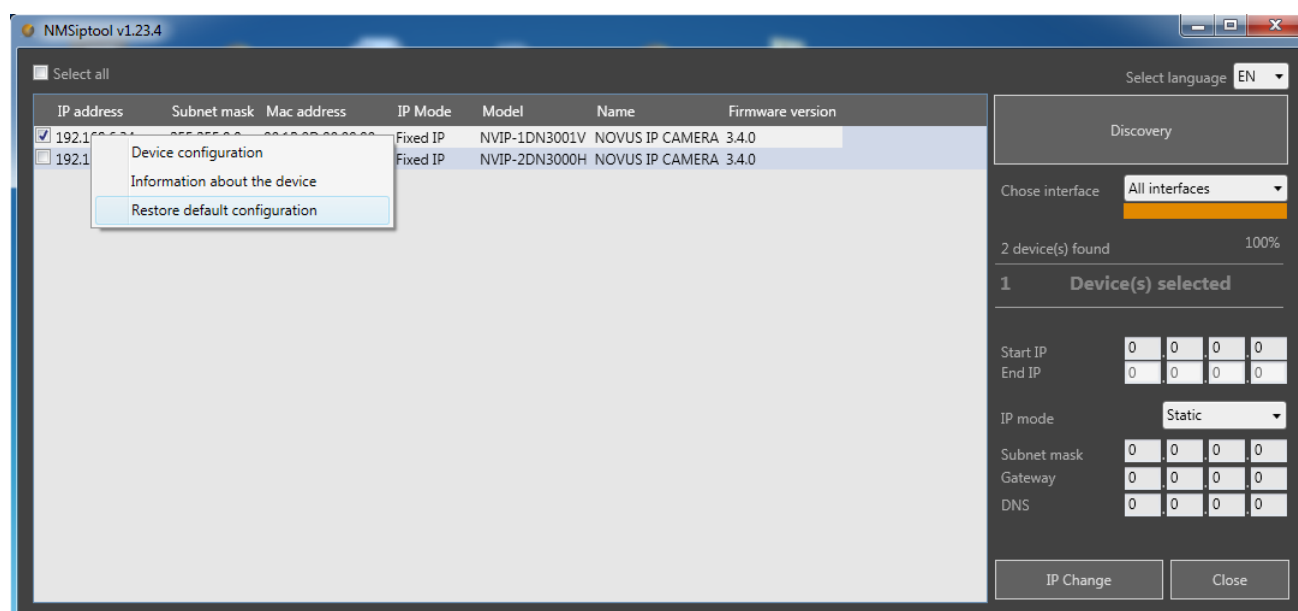 NMSiptool v1.23.4
Select all
Select language EN
IP address Subnet mask Mac address IP Mode Model Name Firmware version
Fixed IP NVIP-1DN3001V NOVUS IP CAMERA 3.4.0
192.1 Fixed IP NVIP-2DN3000H NOVUS IP CAMERA 3.4.0
Device configuration
Information about the device
Restore default configuration
Discovery
Chose interface All interfaces
2 device(s) found 100%
1 Device(s) selected
Start IP 0 . 0 . 0 . 0
End IP 0 . 0 . 0 . 0
IP mode Static
Subnet mask 0 . 0 . 0 . 0
Gateway 0 . 0 . 0 . 0
DNS 0 . 0 . 0 . 0
IP Change Close